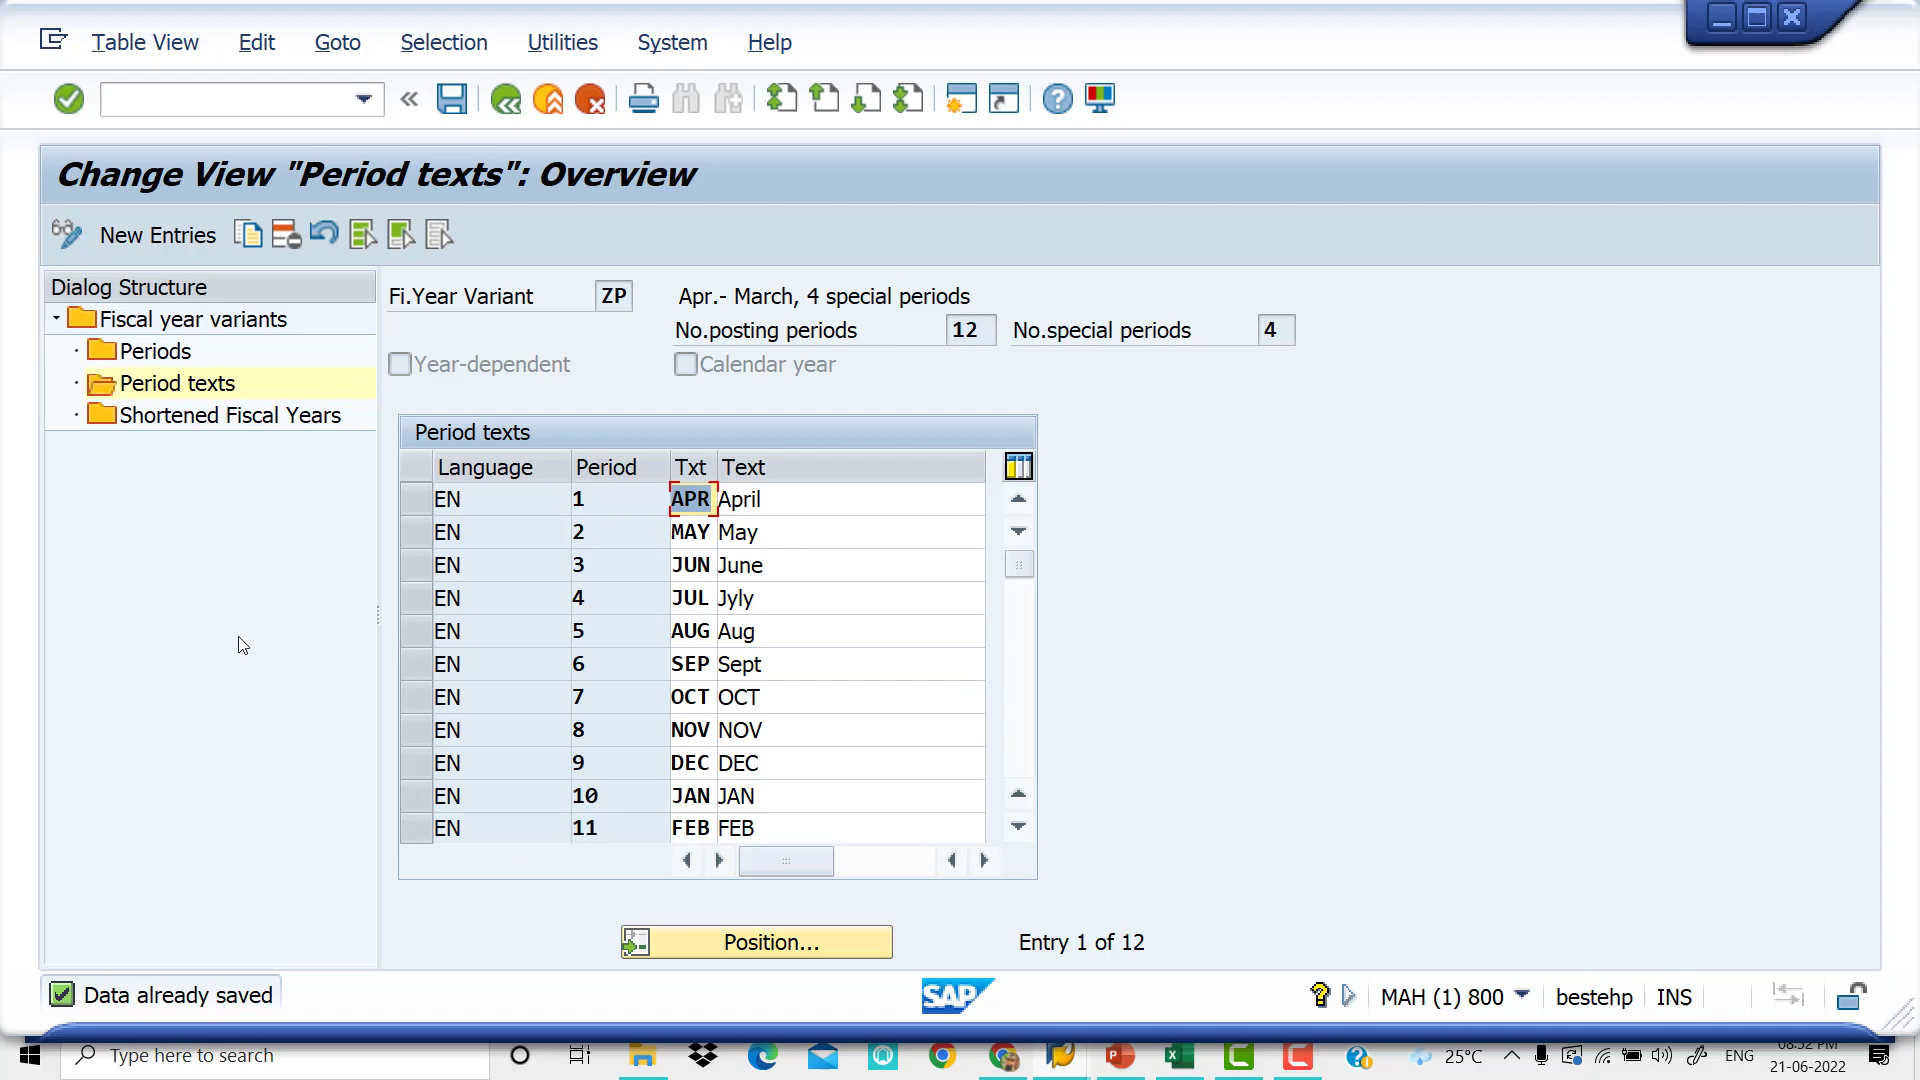 Table View Edit Goto Selection Utilities System Help
Change View "Period texts": Overview
New Entries
Dialog Structure
Fiscal year variants
Periods
Period texts
Shortened Fiscal Years
Fi.Year Variant ZP Apr.- March, 4 special periods
No.posting periods 12 No.special periods 4
Year-dependent Calendar year
Period texts
Language Period Txt Text
EN 1 APR April
EN 2 MAY May
EN 3 JUN June
EN 4 JUL Jyly
EN 5 AUG Aug
EN 6 SEP Sept
EN 7 OCT OCT
EN 8 NOV NOV
EN 9 DEC DEC
EN 10 JAN JAN
EN 11 FEB FEB
Position... Entry 1 of 12
Data already saved SAP MAH (1) 800 bestehp INS
Type here to search 25°C ENG 08:52 PM
21-06-2022